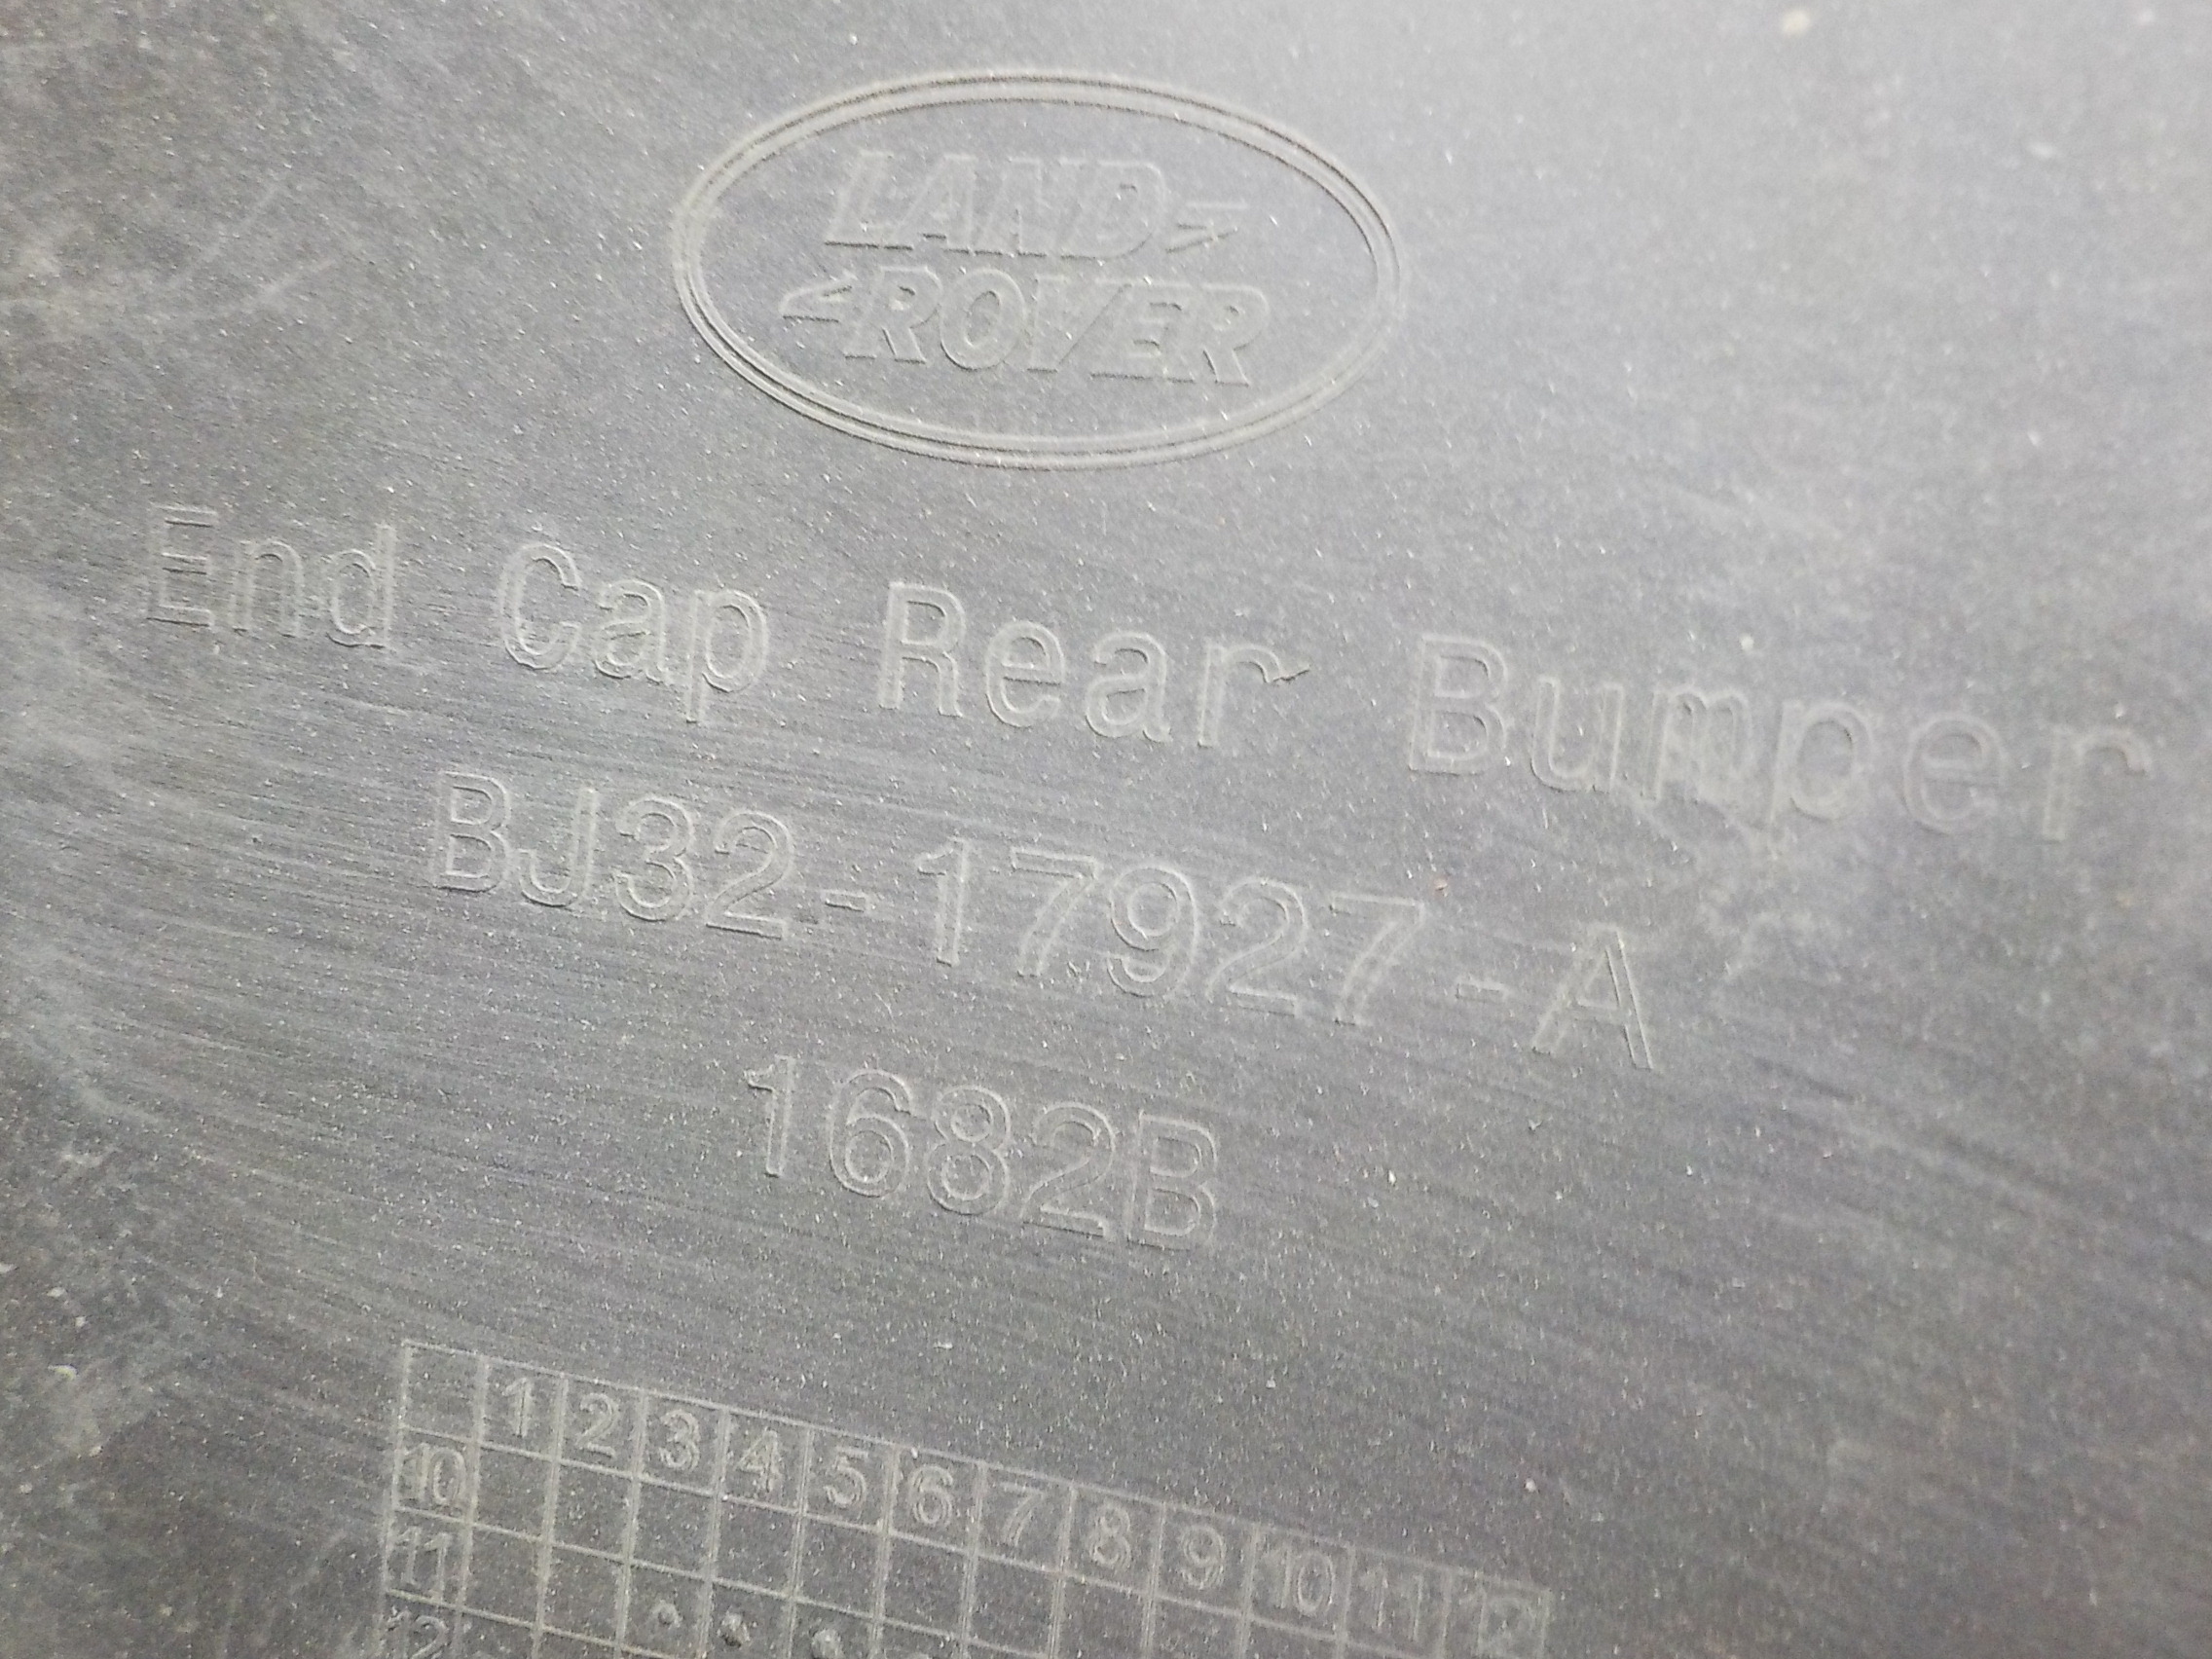 LAND
ROVER
End Cap Rear Bumper
BJ32-17927-A
1682B
1 2 3 4 5 6 7 8 9 10 11 12
10
11
12